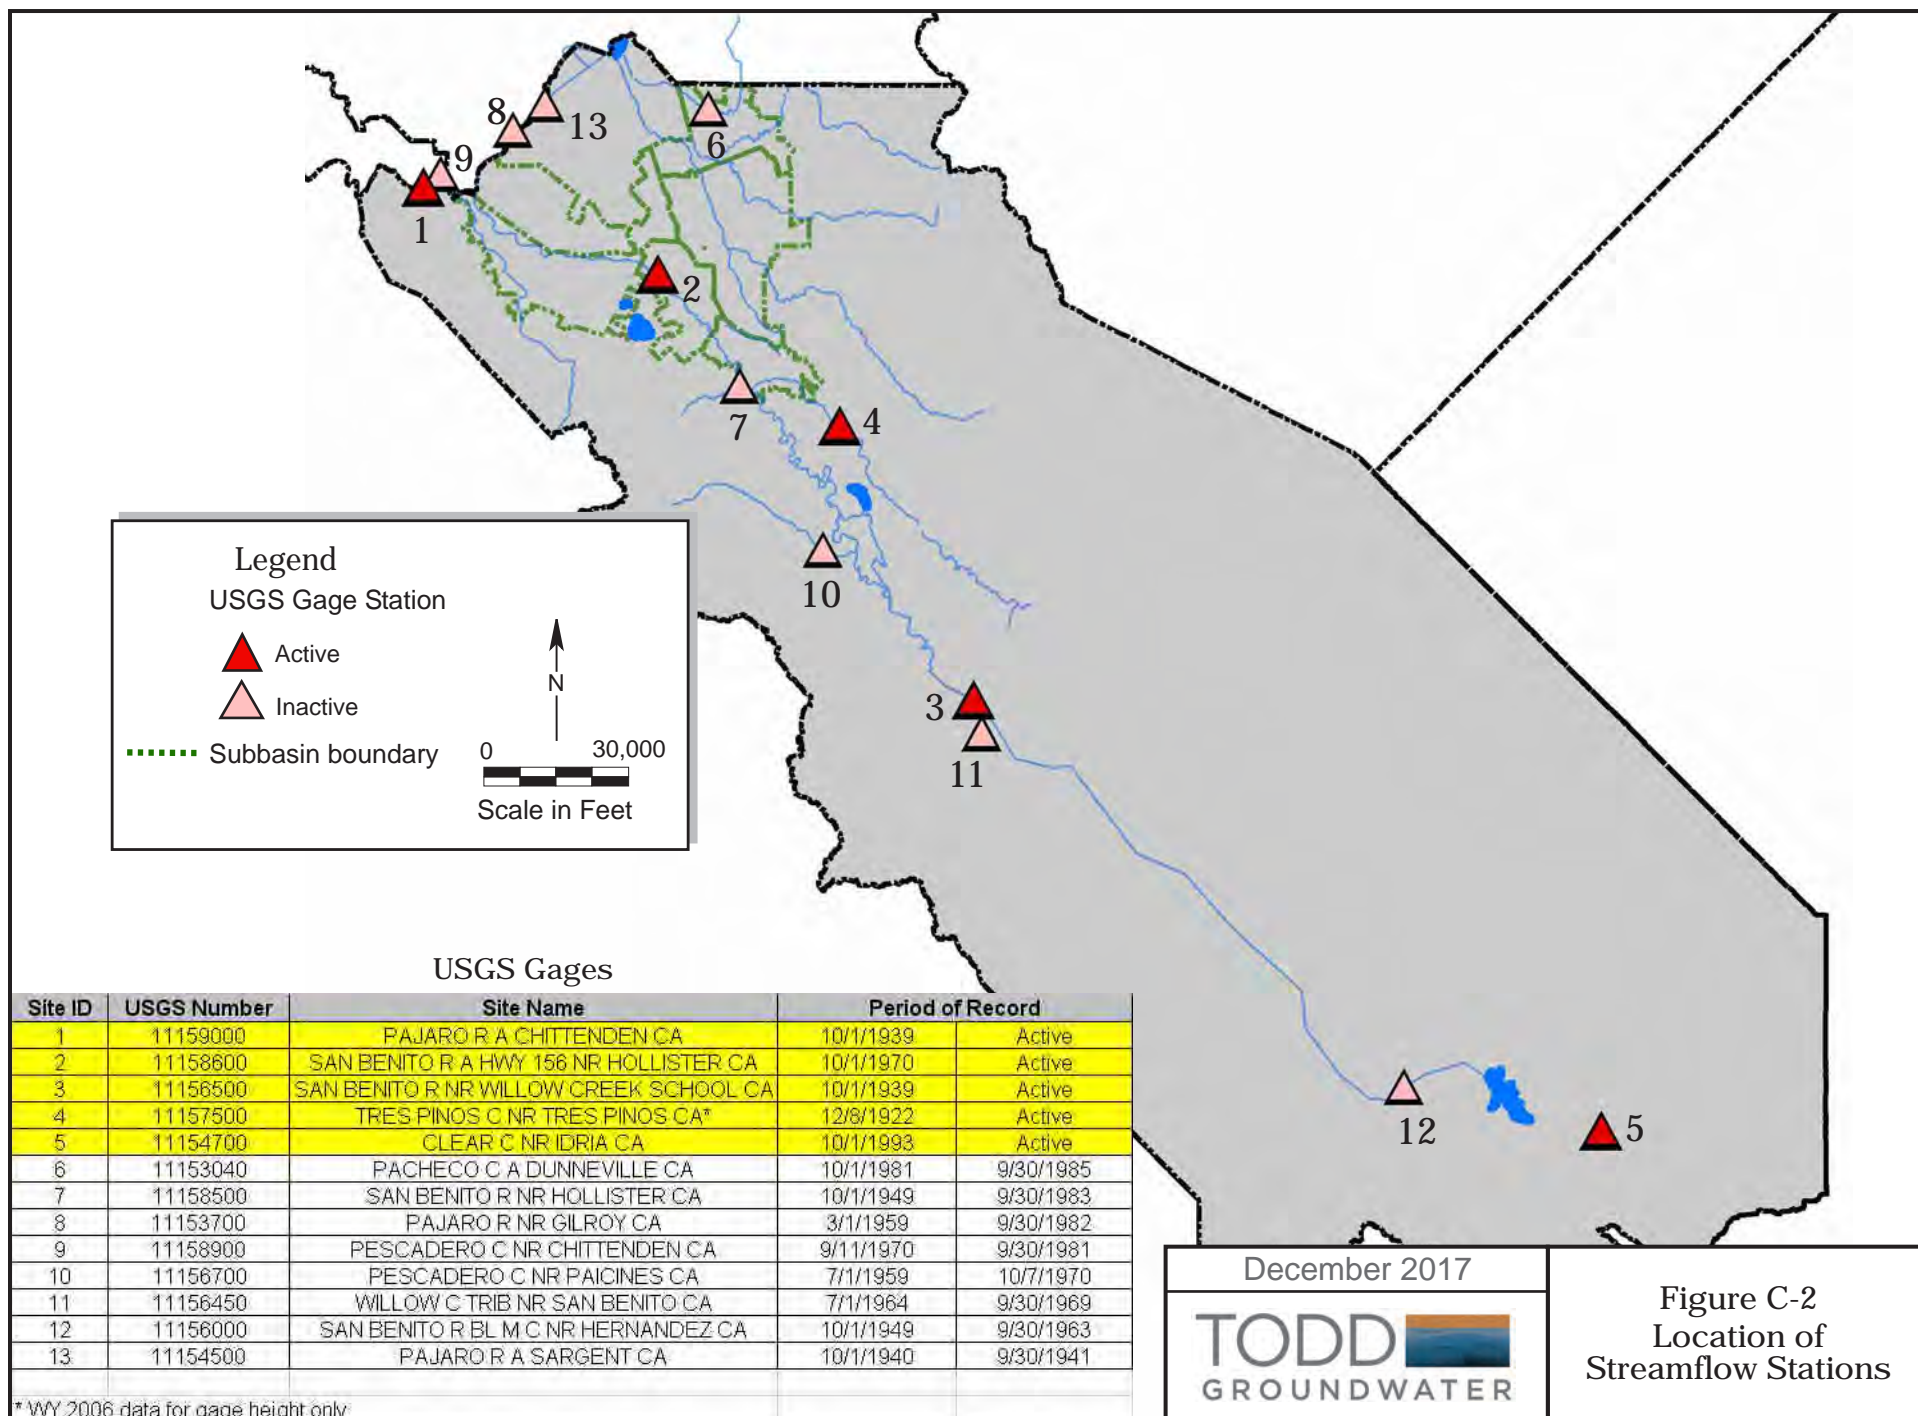 8
13
6
9
1
2
7
4
10
3
11
12
5
Legend
USGS Gage Station
Active
Inactive
Subbasin boundary
N
0 30,000
Scale in Feet
USGS Gages
Site ID USGS Number Site Name Period of Record
1 11159000 PAJARO R A CHITTENDEN CA 10/1/1939 Active
2 11158600 SAN BENITO R A HWY 156 NR HOLLISTER CA 10/1/1970 Active
3 11156500 SAN BENITO R NR WILLOW CREEK SCHOOL CA 10/1/1939 Active
4 11157500 TRES PINOS C NR TRES PINOS CA* 12/8/1922 Active
5 11154700 CLEAR C NR IDRIA CA 10/1/1993 Active
6 11153040 PACHECO C A DUNNEVILLE CA 10/1/1981 9/30/1985
7 11158500 SAN BENITO R NR HOLLISTER CA 10/1/1949 9/30/1983
8 11153700 PAJARO R NR GILROY CA 3/1/1959 9/30/1982
9 11158900 PESCADERO C NR CHITTENDEN CA 9/11/1970 9/30/1981
10 11156700 PESCADERO C NR PAICINES CA 7/1/1959 10/7/1970
11 11156450 WILLOW C TRIB NR SAN BENITO CA 7/1/1964 9/30/1969
12 11156000 SAN BENITO R BL M C NR HERNANDEZ CA 10/1/1949 9/30/1963
13 11154500 PAJARO R A SARGENT CA 10/1/1940 9/30/1941
* WY 2006 data for gage height only
December 2017
TODD
GROUNDWATER
Figure C-2
Location of
Streamflow Stations